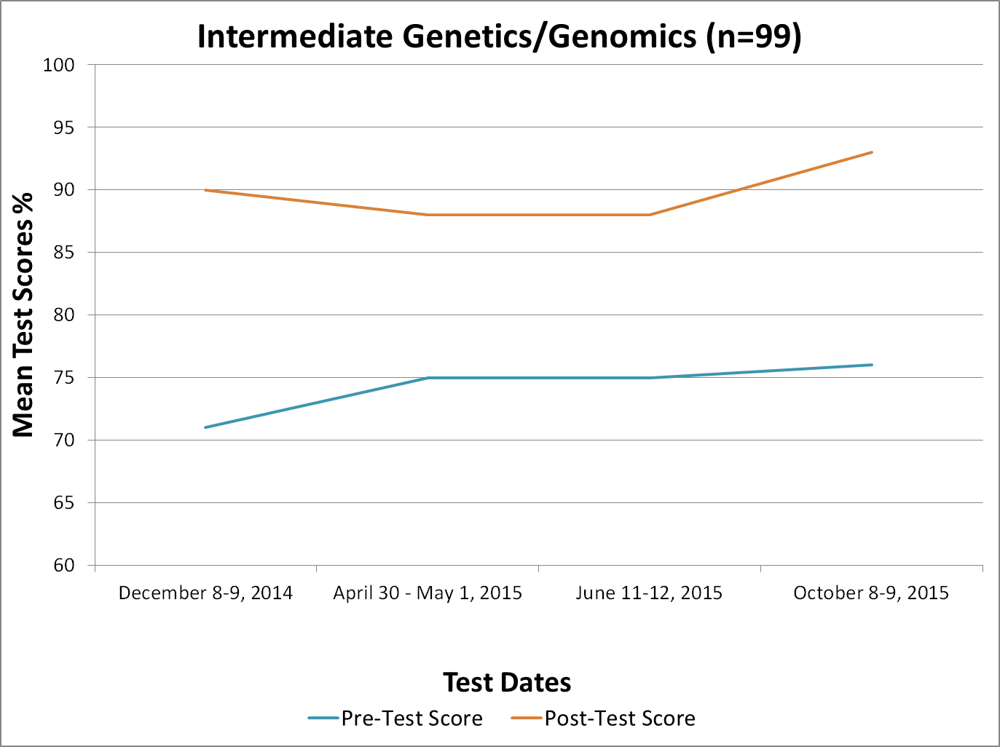 Intermediate Genetics/Genomics (n=99)
Mean Test Scores %
100
95
90
85
80
75
70
65
60
December 8-9, 2014
April 30 - May 1, 2015
June 11-12, 2015
October 8-9, 2015
Test Dates
Pre-Test Score
Post-Test Score